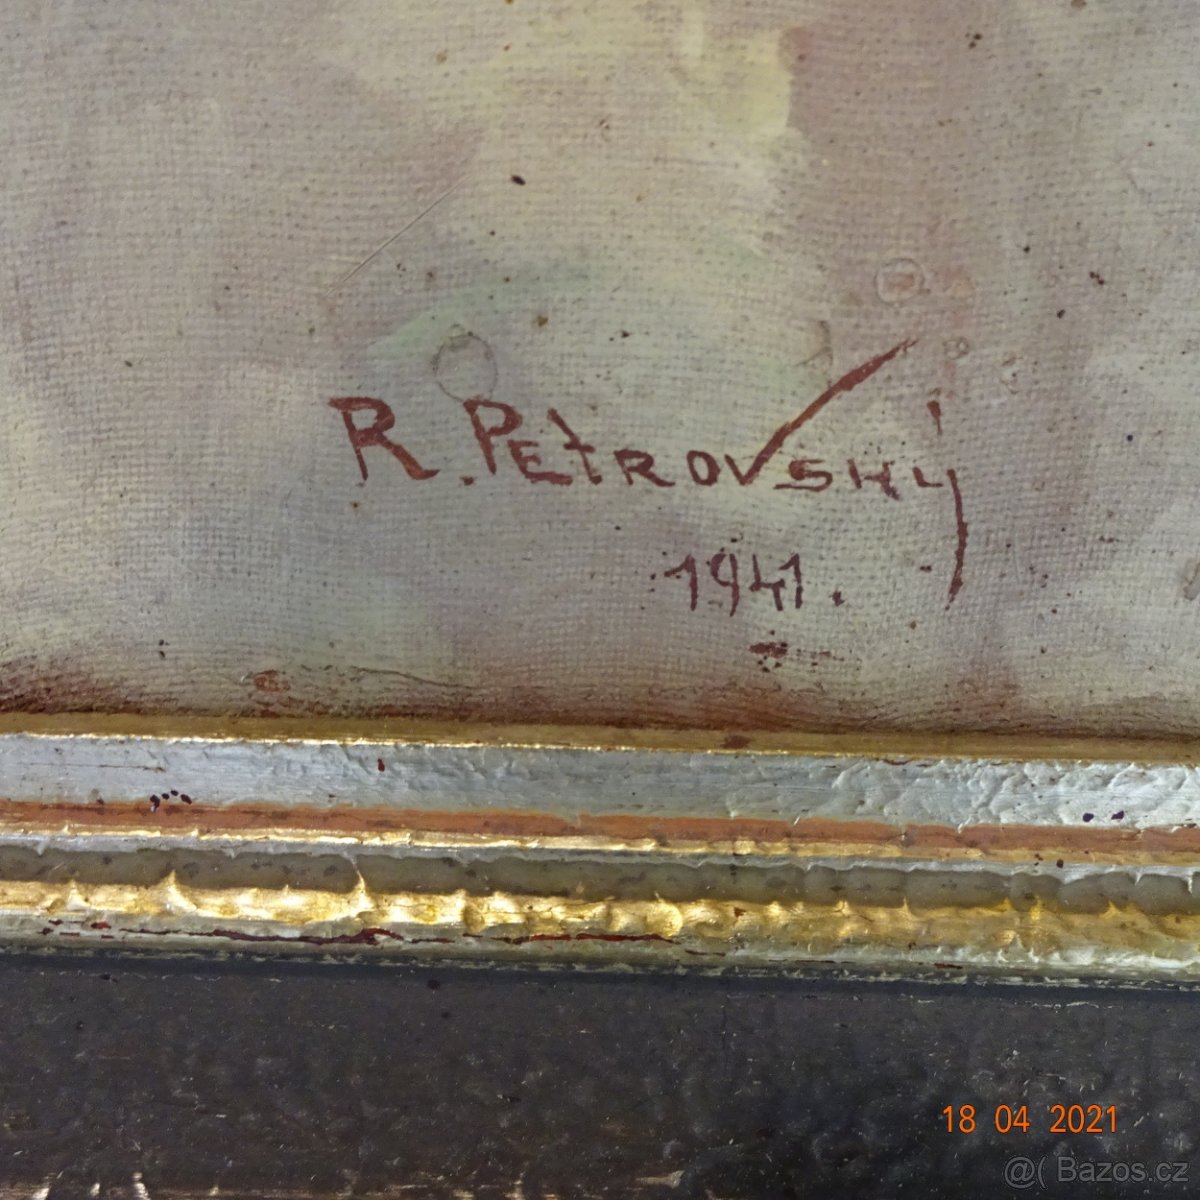 R. Petrovský
1941.
18 04 2021
@( Bazos.cz